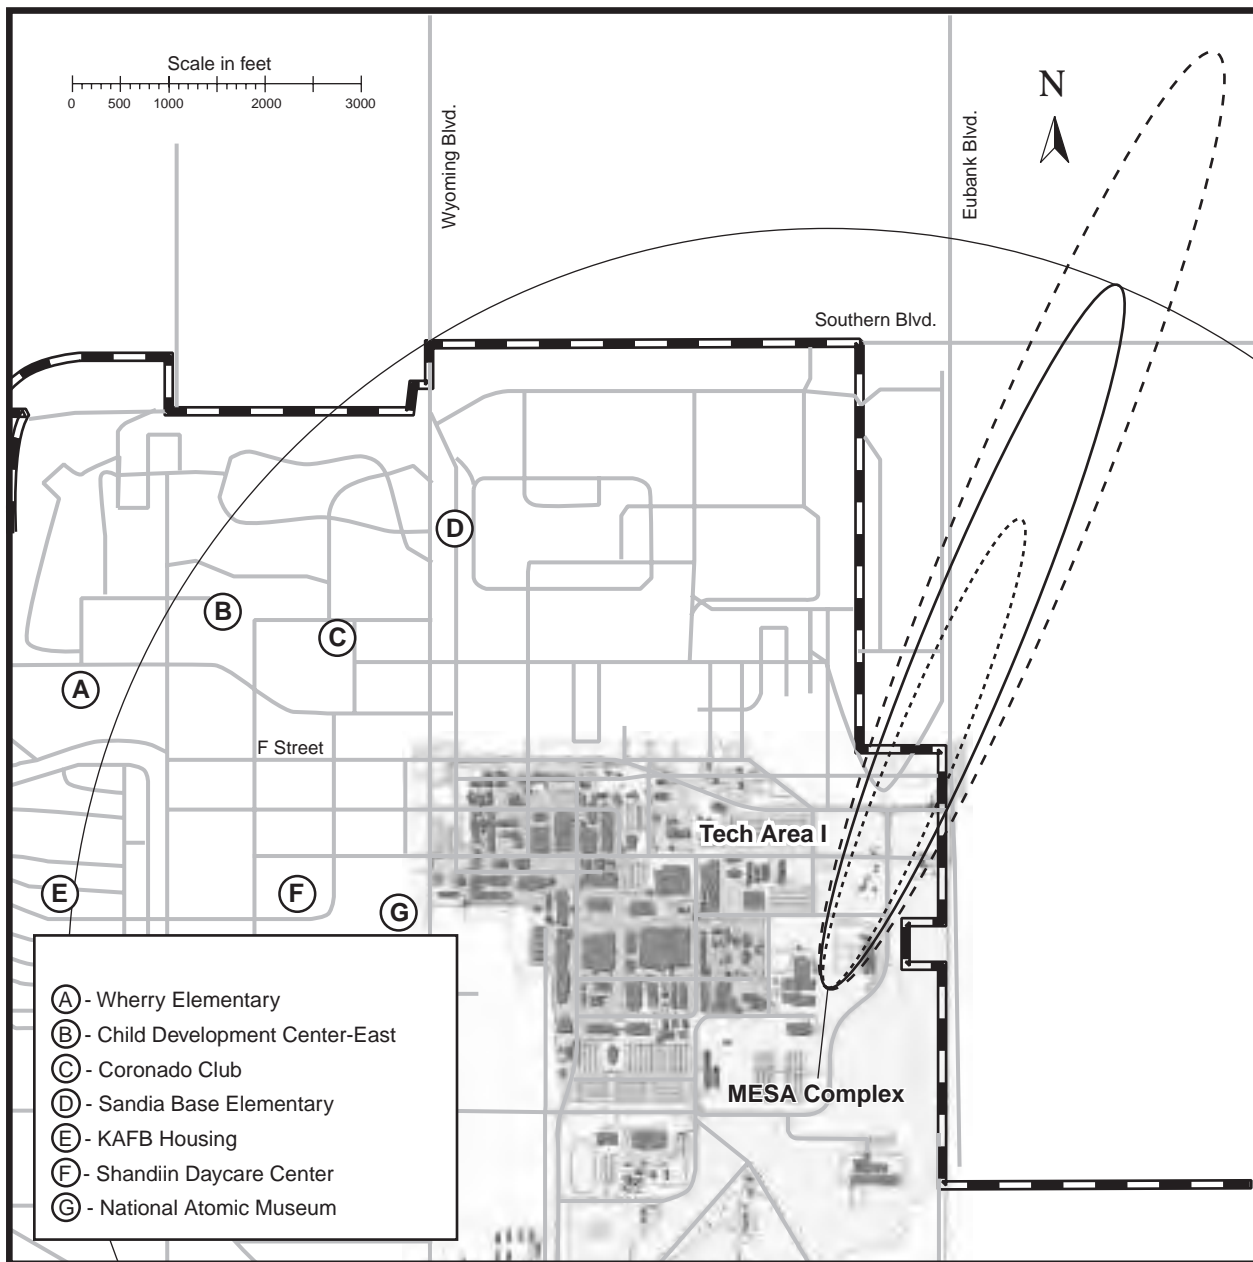 Scale in feet
0 500 1000 2000 3000
N
Wyoming Blvd.
Eubank Blvd.
Southern Blvd.
D
B
C
A
F Street
Tech Area I
E
F
G
MESA Complex
A - Wherry Elementary
B - Child Development Center-East
C - Coronado Club
D - Sandia Base Elementary
E - KAFB Housing
F - Shandiin Daycare Center
G - National Atomic Museum